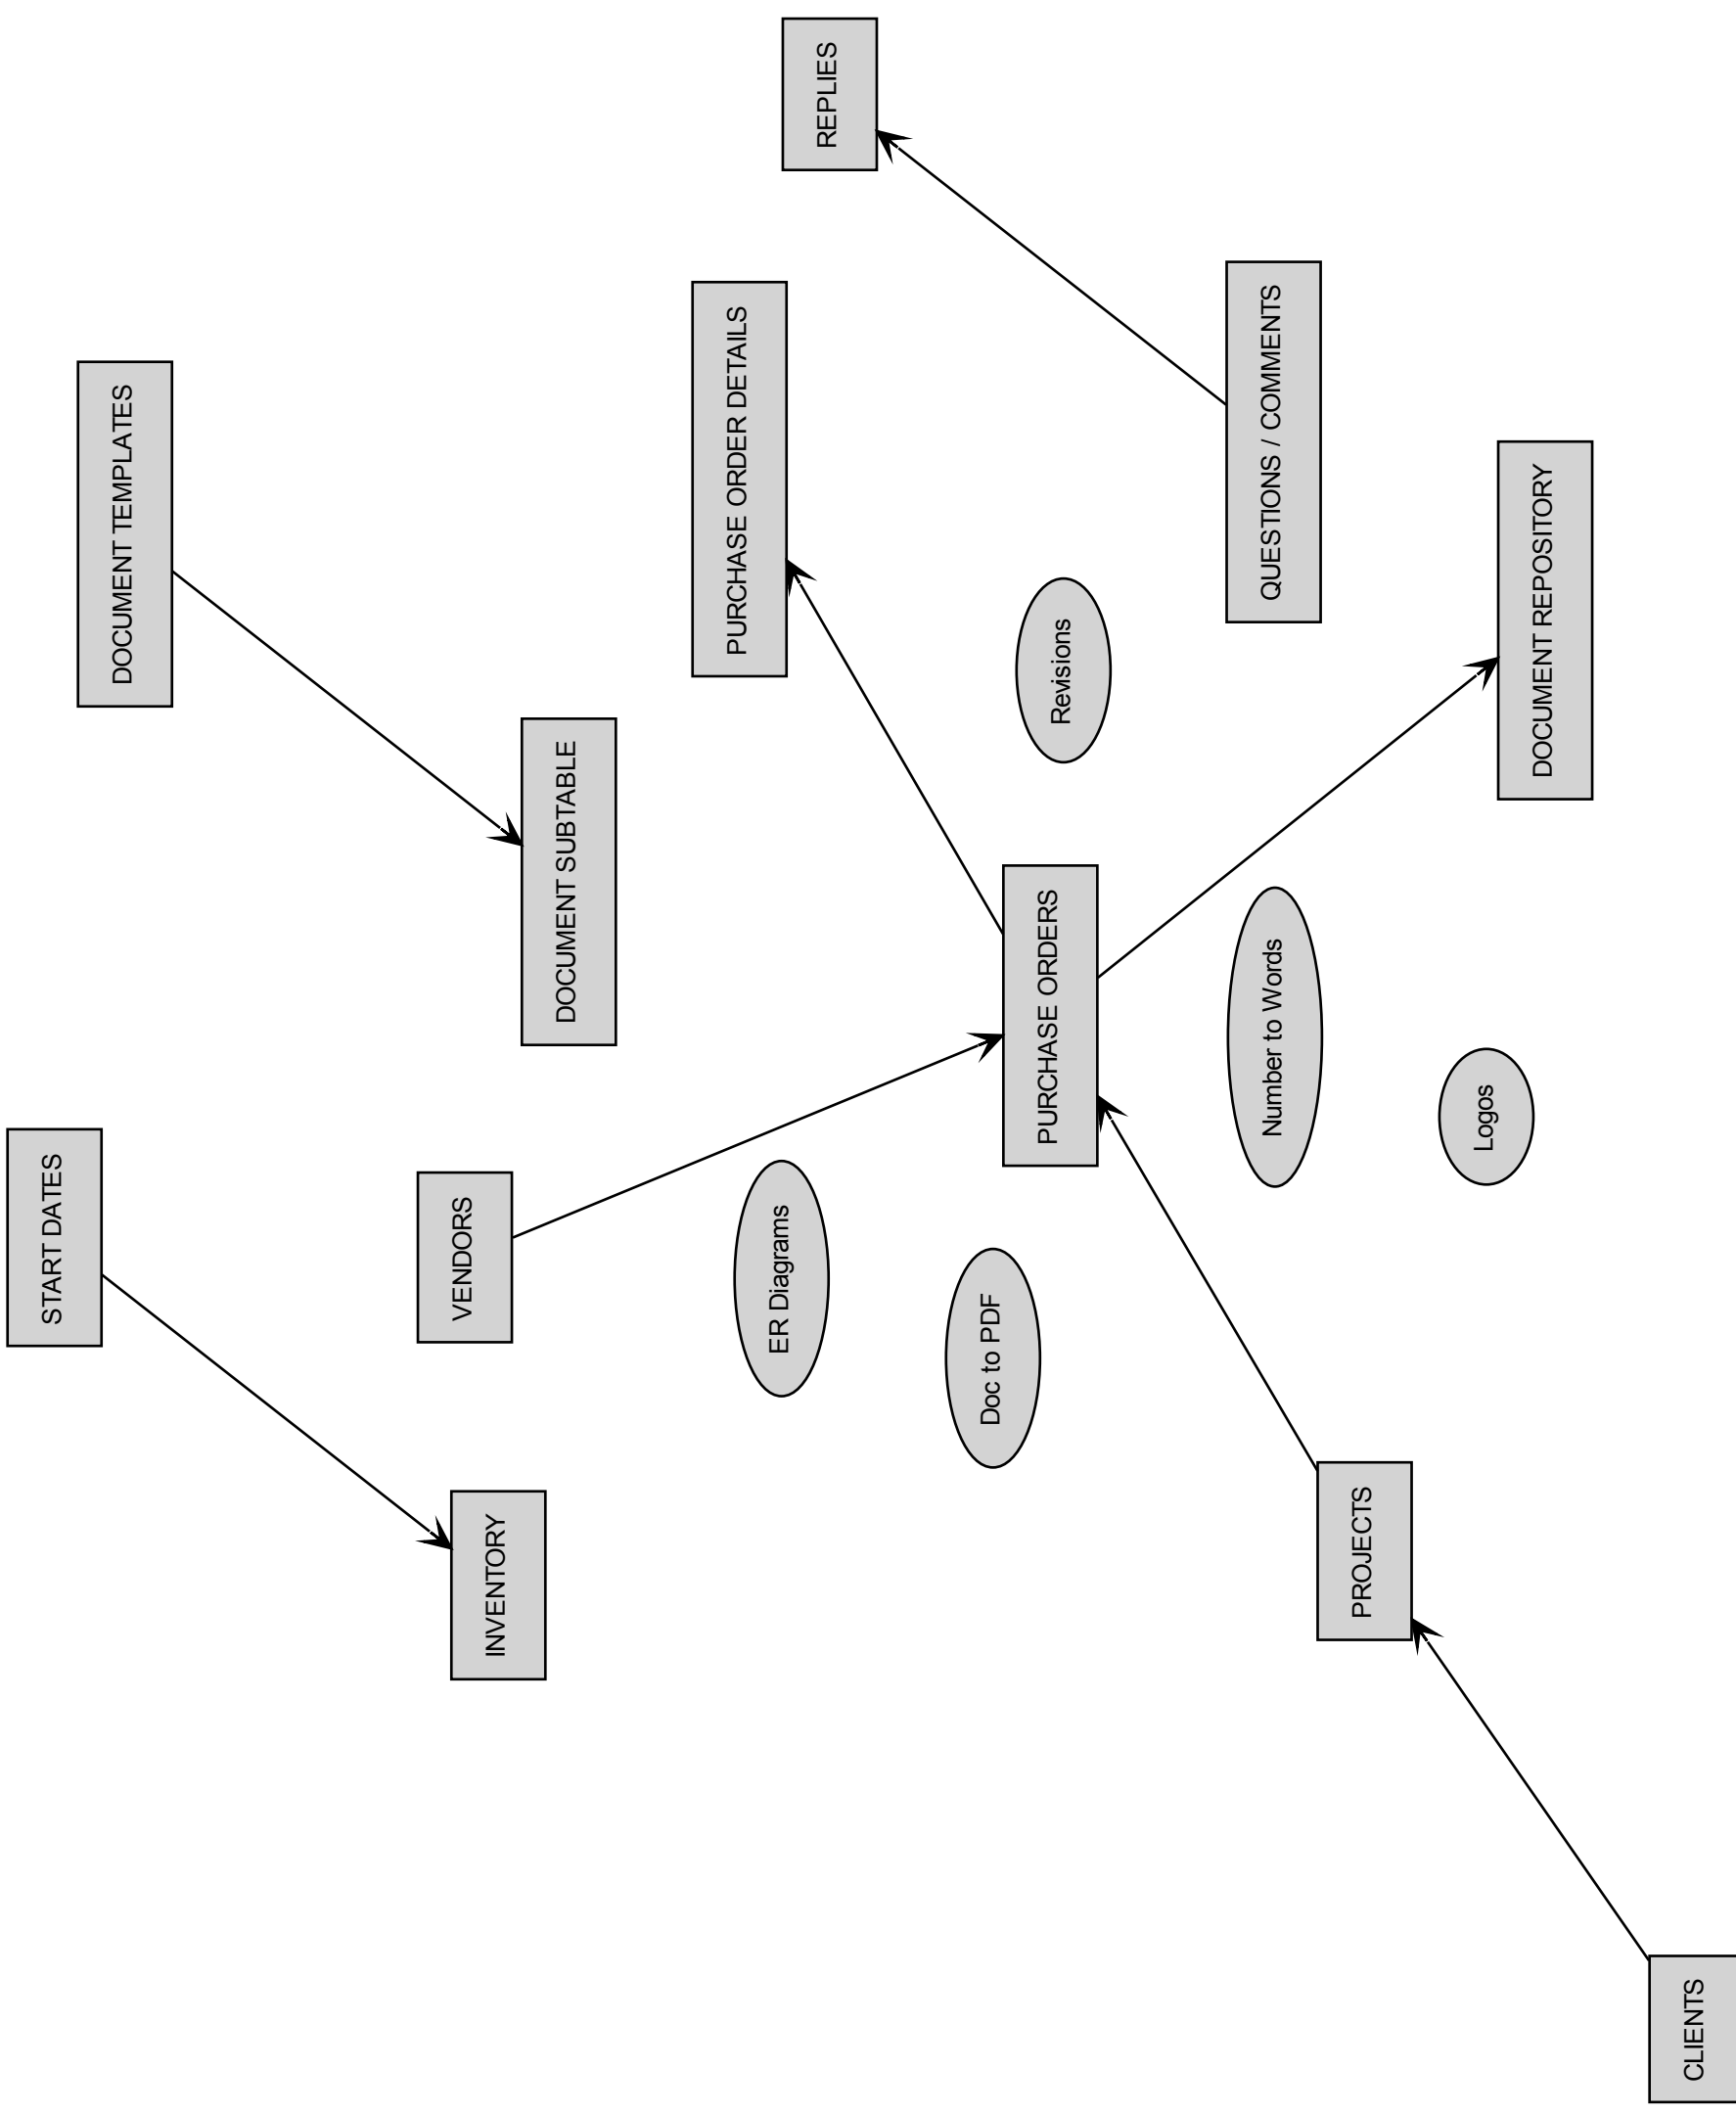 START DATES
DOCUMENT TEMPLATES
VENDORS
INVENTORY
DOCUMENT SUBTABLE
PURCHASE ORDER DETAILS
ER Diagrams
REPLIES
Doc to PDF
PURCHASE ORDERS
Revisions
QUESTIONS / COMMENTS
Number to Words
PROJECTS
Logos
DOCUMENT REPOSITORY
CLIENTS